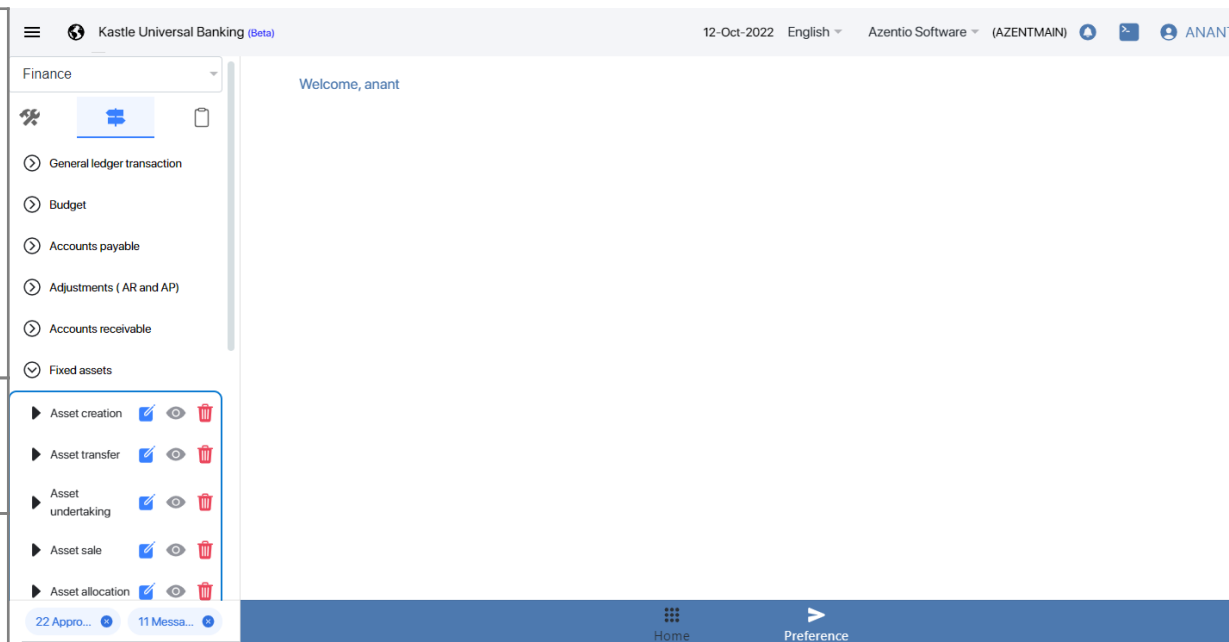 Kastle Universal Banking (Beta)
12-Oct-2022 English Azentio Software (AZENTMAIN) ANANT
Finance
Welcome, anant
General ledger transaction
Budget
Accounts payable
Adjustments ( AR and AP)
Accounts receivable
Fixed assets
Asset creation
Asset transfer
Asset
undertaking
Asset sale
Asset allocation
22 Appro... 11 Messa...
Home
Preference